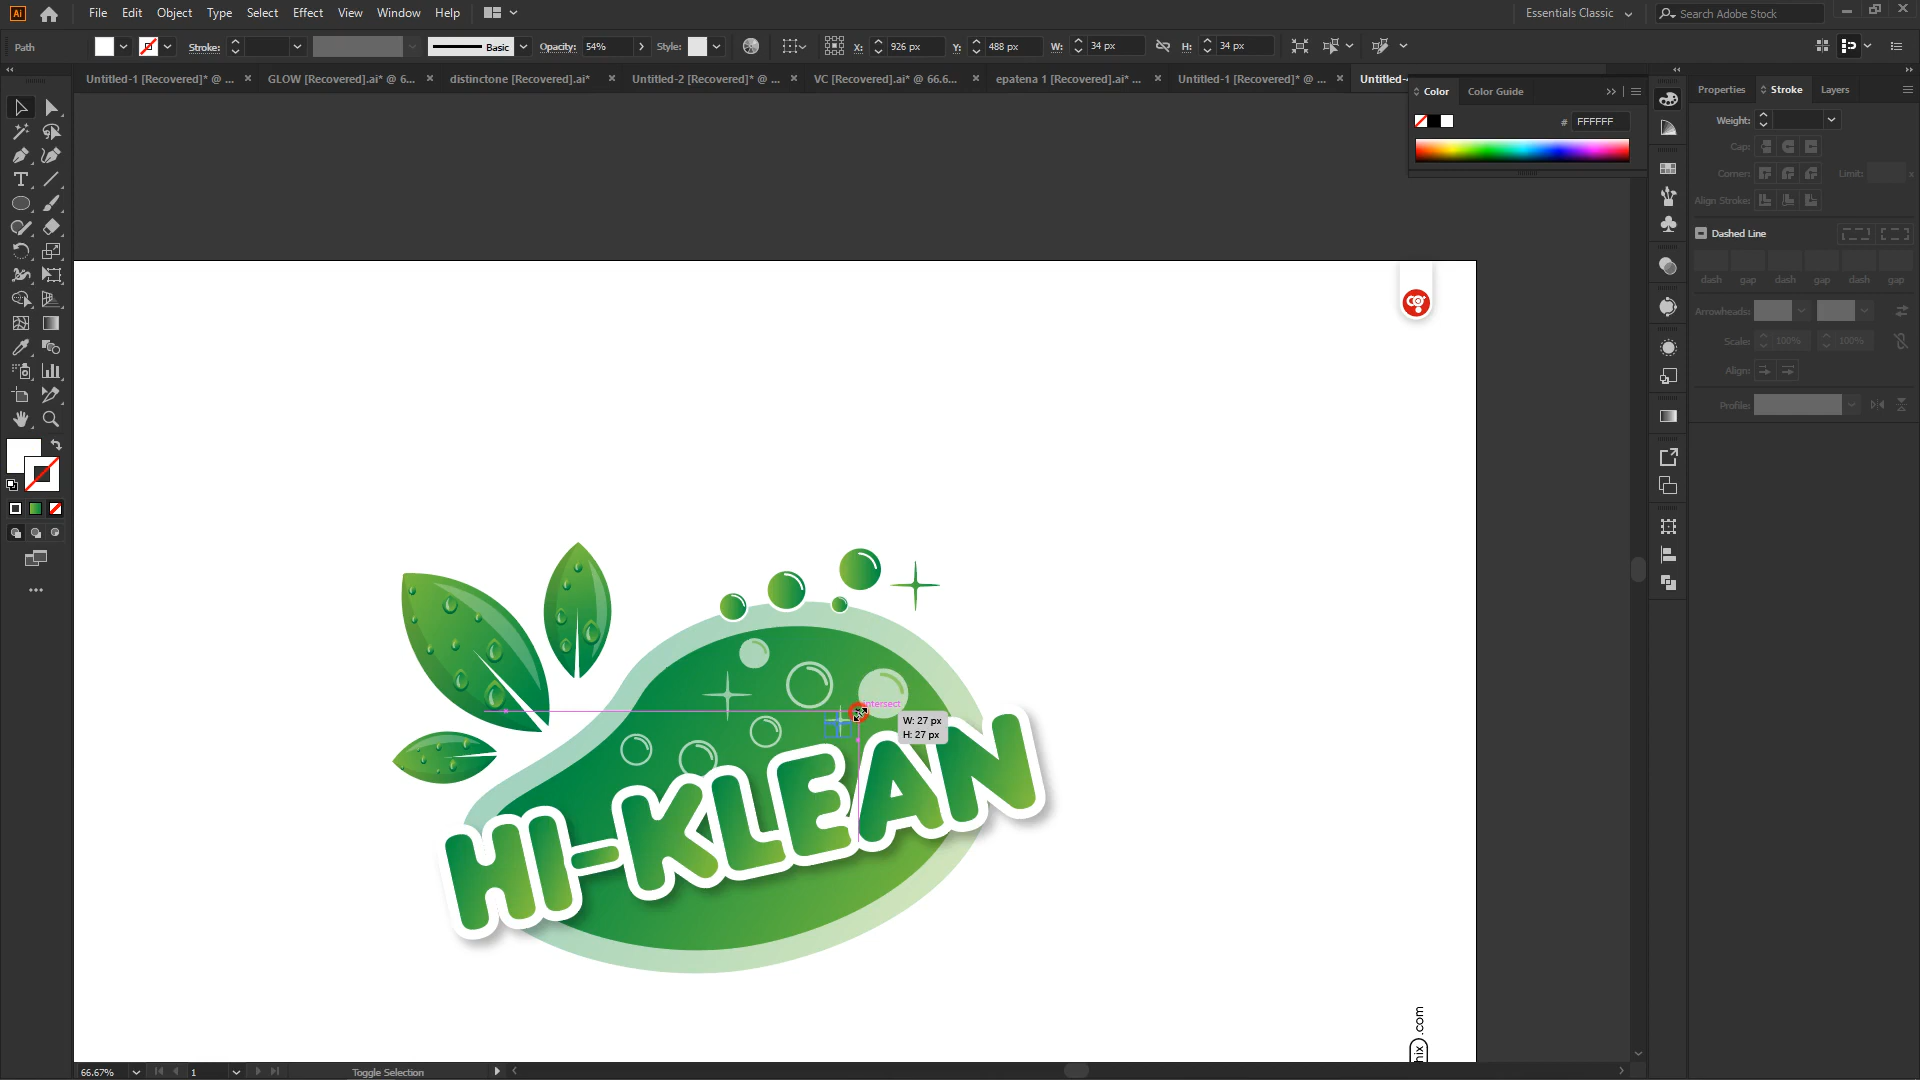 Ai File Edit Object Type Select Effect View Window Help Essentials Classic Search Adobe Stock
Path Stroke: Basic Opacity: 54% Style: X: 926 px Y: 488 px W: 34 px H: 34 px
Untitled-1 [Recovered]* @ ... GLOW [Recovered].ai* @ 6... distinctone [Recovered].ai* Untitled-2 [Recovered]* @ ... VC [Recovered].ai* @ 66.6... epatena 1 [Recovered].ai* ... Untitled-1 [Recovered]* @ ... Untitled-
Color Color Guide
# FFFFFF
Properties Stroke Layers
Weight:
Cap:
Corner: Limit: x
Align Stroke:
Dashed Line
dash gap dash gap dash gap
Arrowheads:
Scale: 100% 100%
Align:
Profile:
intersect
W: 27 px
H: 27 px
HI-KLEAN
hix .com
66.67% 1 Toggle Selection